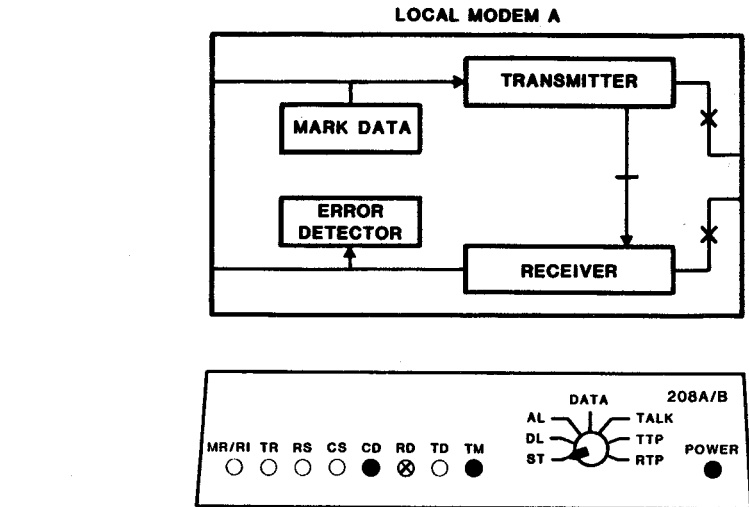 LOCAL MODEM A
TRANSMITTER
MARK DATA
ERROR
DETECTOR
RECEIVER
DATA 208A/B
AL TALK
DL TTP
ST RTP
MR/RI TR RS CS CD RD TD TM POWER